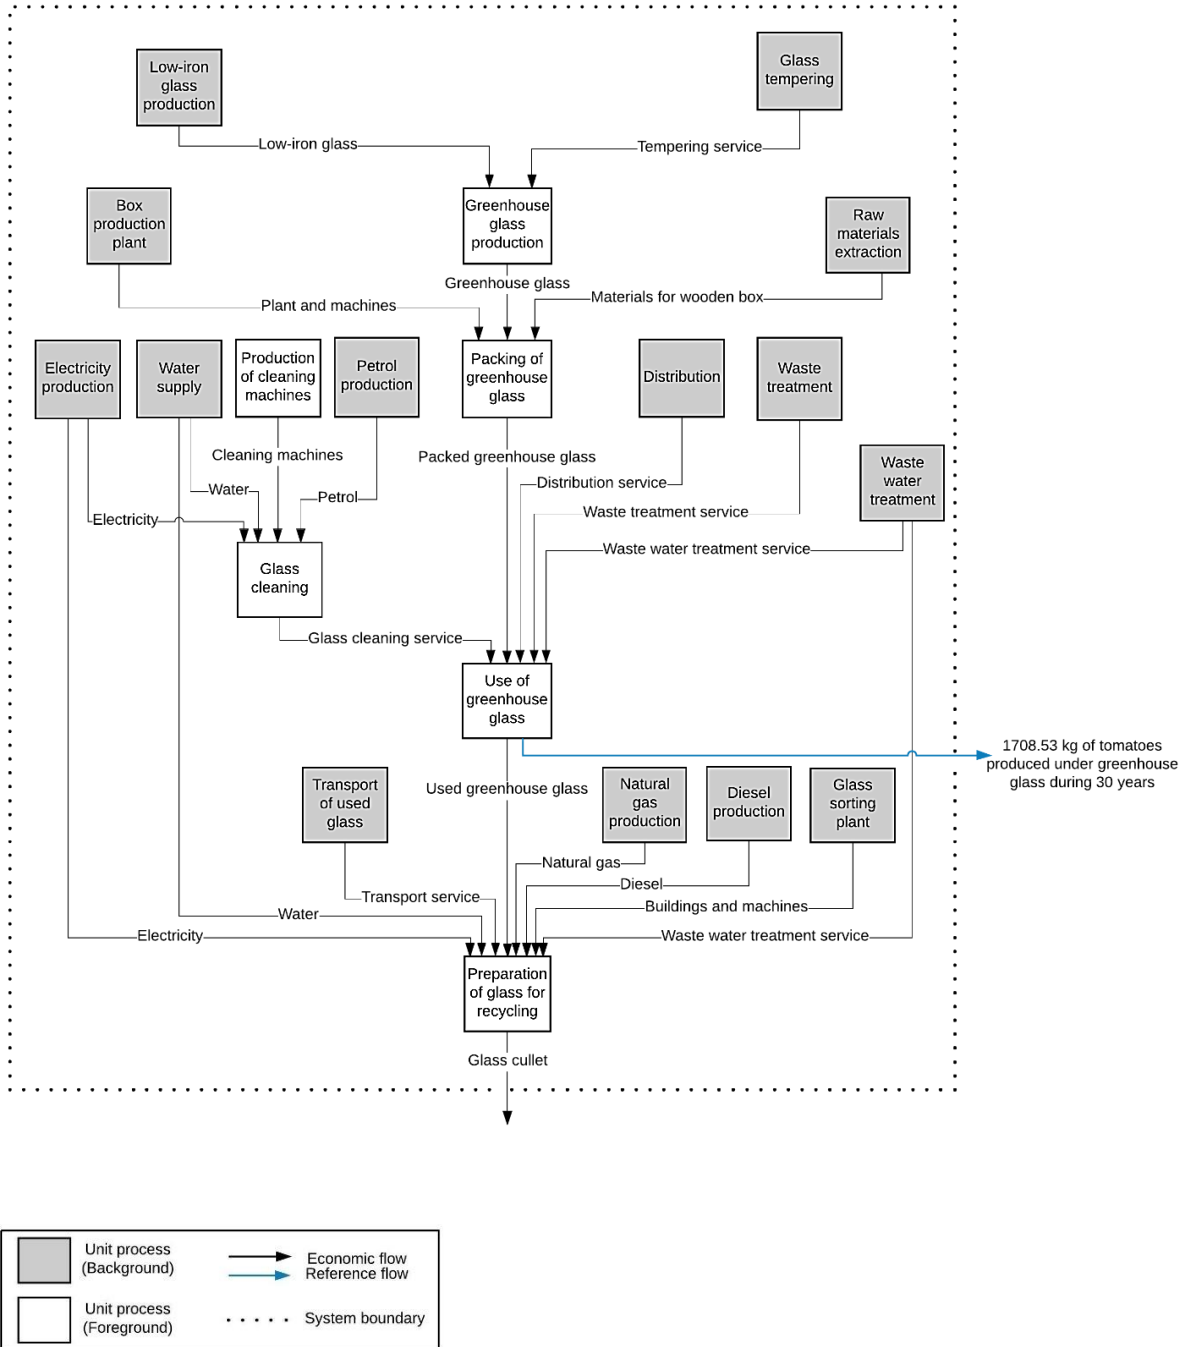 Low-iron
glass
production
Glass
tempering
Low-iron glass
Tempering service
Box
production
plant
Greenhouse
glass
production
Raw
materials
extraction
Greenhouse glass
Plant and machines
Materials for wooden box
Electricity
production
Water
supply
Production
of cleaning
machines
Petrol
production
Packing of
greenhouse
glass
Distribution
Waste
treatment
Cleaning machines
Packed greenhouse glass
Waste
water
treatment
Water
Petrol
Distribution service
Electricity
Waste treatment service
Waste water treatment service
Glass
cleaning
Glass cleaning service
Use of
greenhouse
glass
1708.53 kg of tomatoes
produced under greenhouse
glass during 30 years
Transport
of used
glass
Used greenhouse glass
Natural
gas
production
Diesel
production
Glass
sorting
plant
Natural gas
Diesel
Transport service
Buildings and machines
Water
Electricity
Waste water treatment service
Preparation
of glass for
recycling
Glass cullet
Unit process
(Background)
Economic flow
Reference flow
Unit process
(Foreground)
System boundary